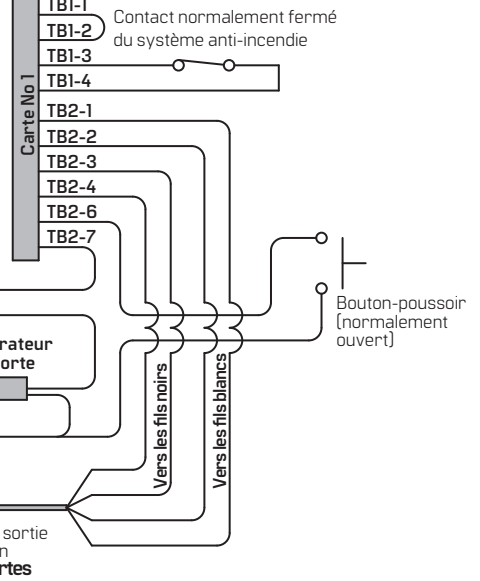 TB1-1
TB1-2
Contact normalement fermé
du système anti-incendie
TB1-3
TB1-4
Carte No 1
TB2-1
TB2-2
TB2-3
TB2-4
TB2-6
TB2-7
Bouton-poussoir
(normalement
ouvert)
rateur
orte
Vers les fils noirs
Vers les fils blancs
sortie
n
rtes